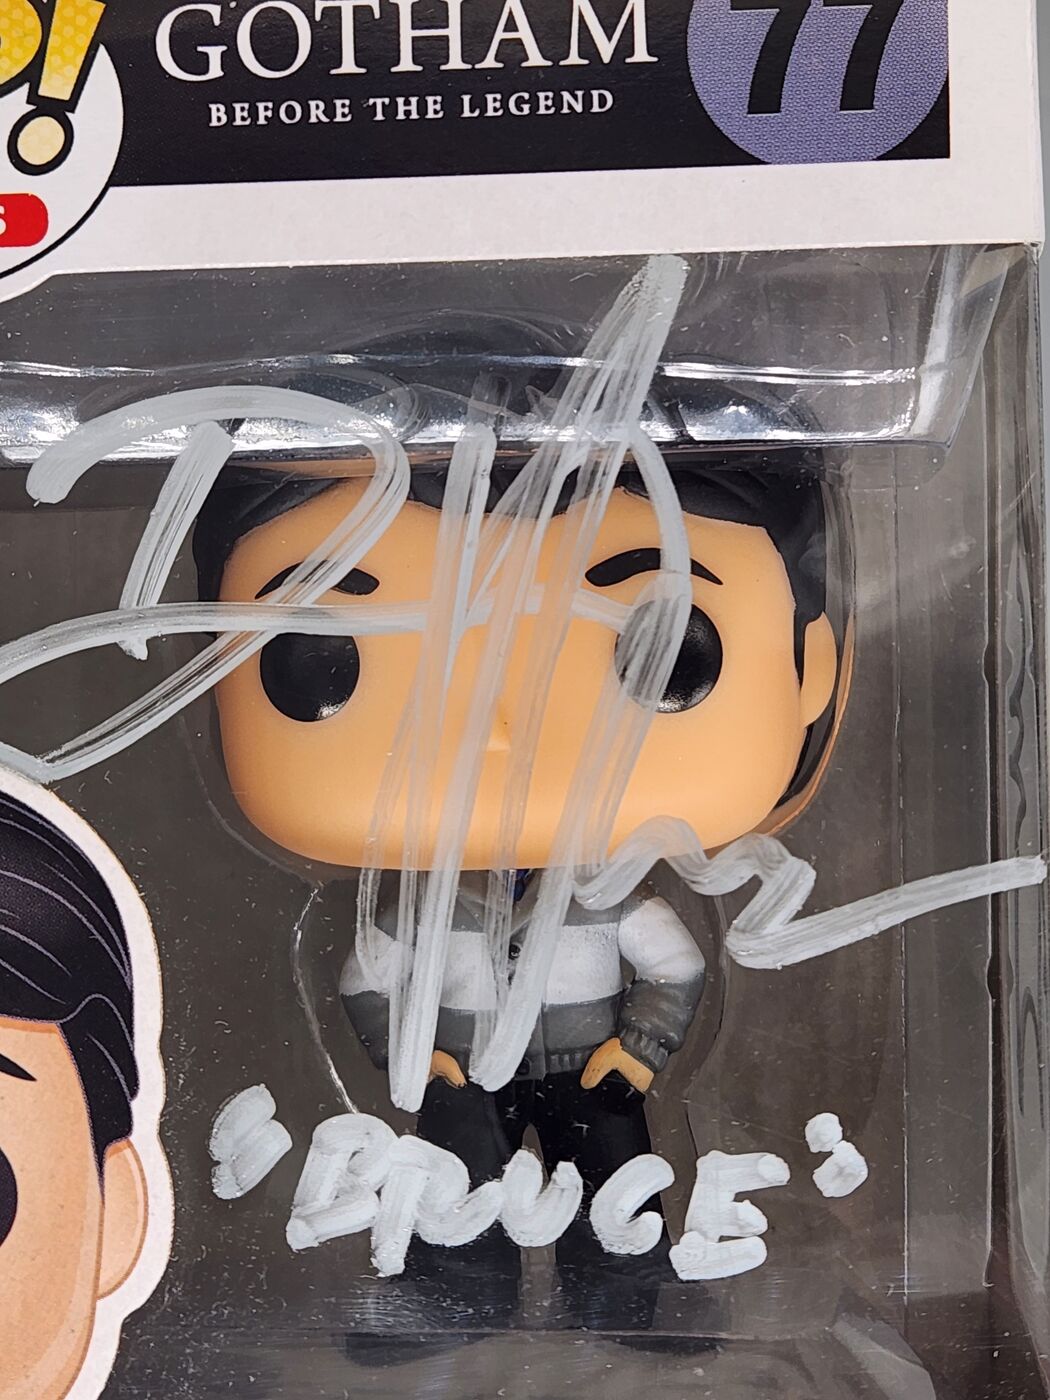 GOTHAM
77
BEFORE THE LEGEND
"BRUCE"